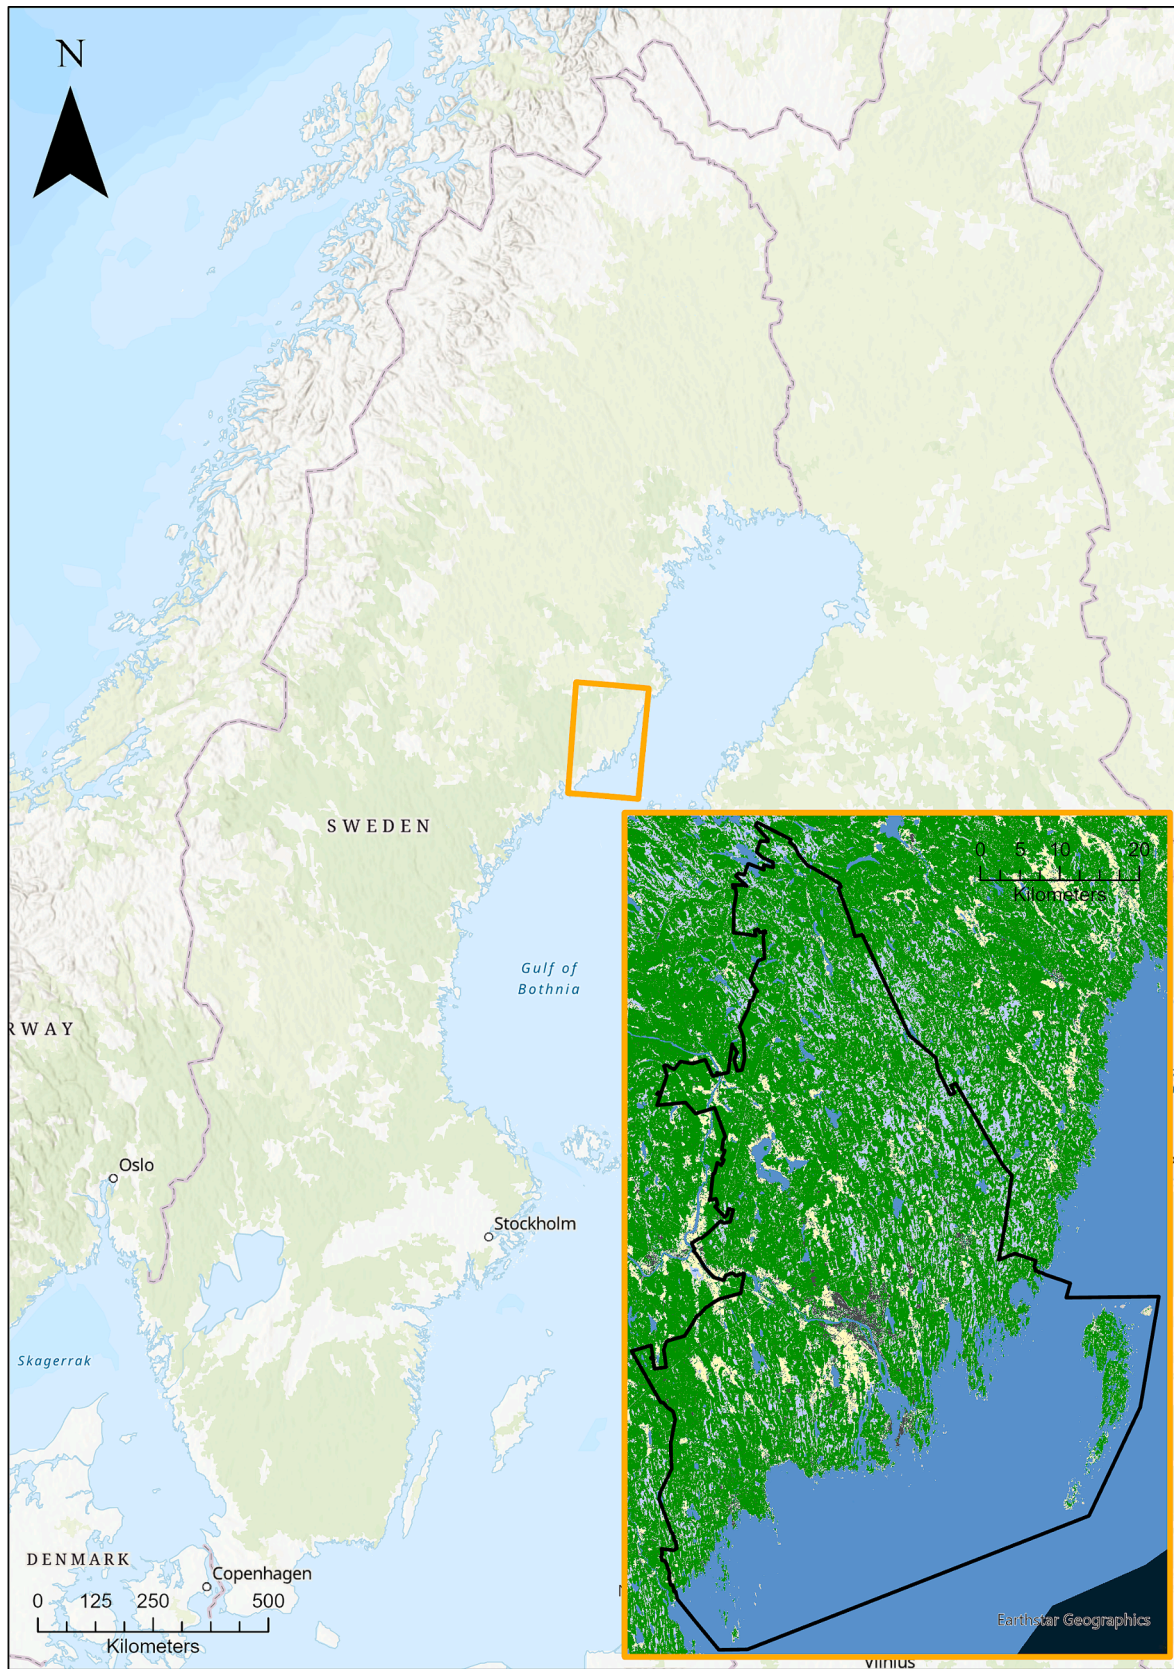 N
0 5 10 20
Kilometers
SWEDEN
Gulf of
Bothnia
RWAY
Oslo
Stockholm
Skagerrak
DENMARK
Copenhagen
0 125 250 500
Kilometers
Earthstar Geographics
Vilnius